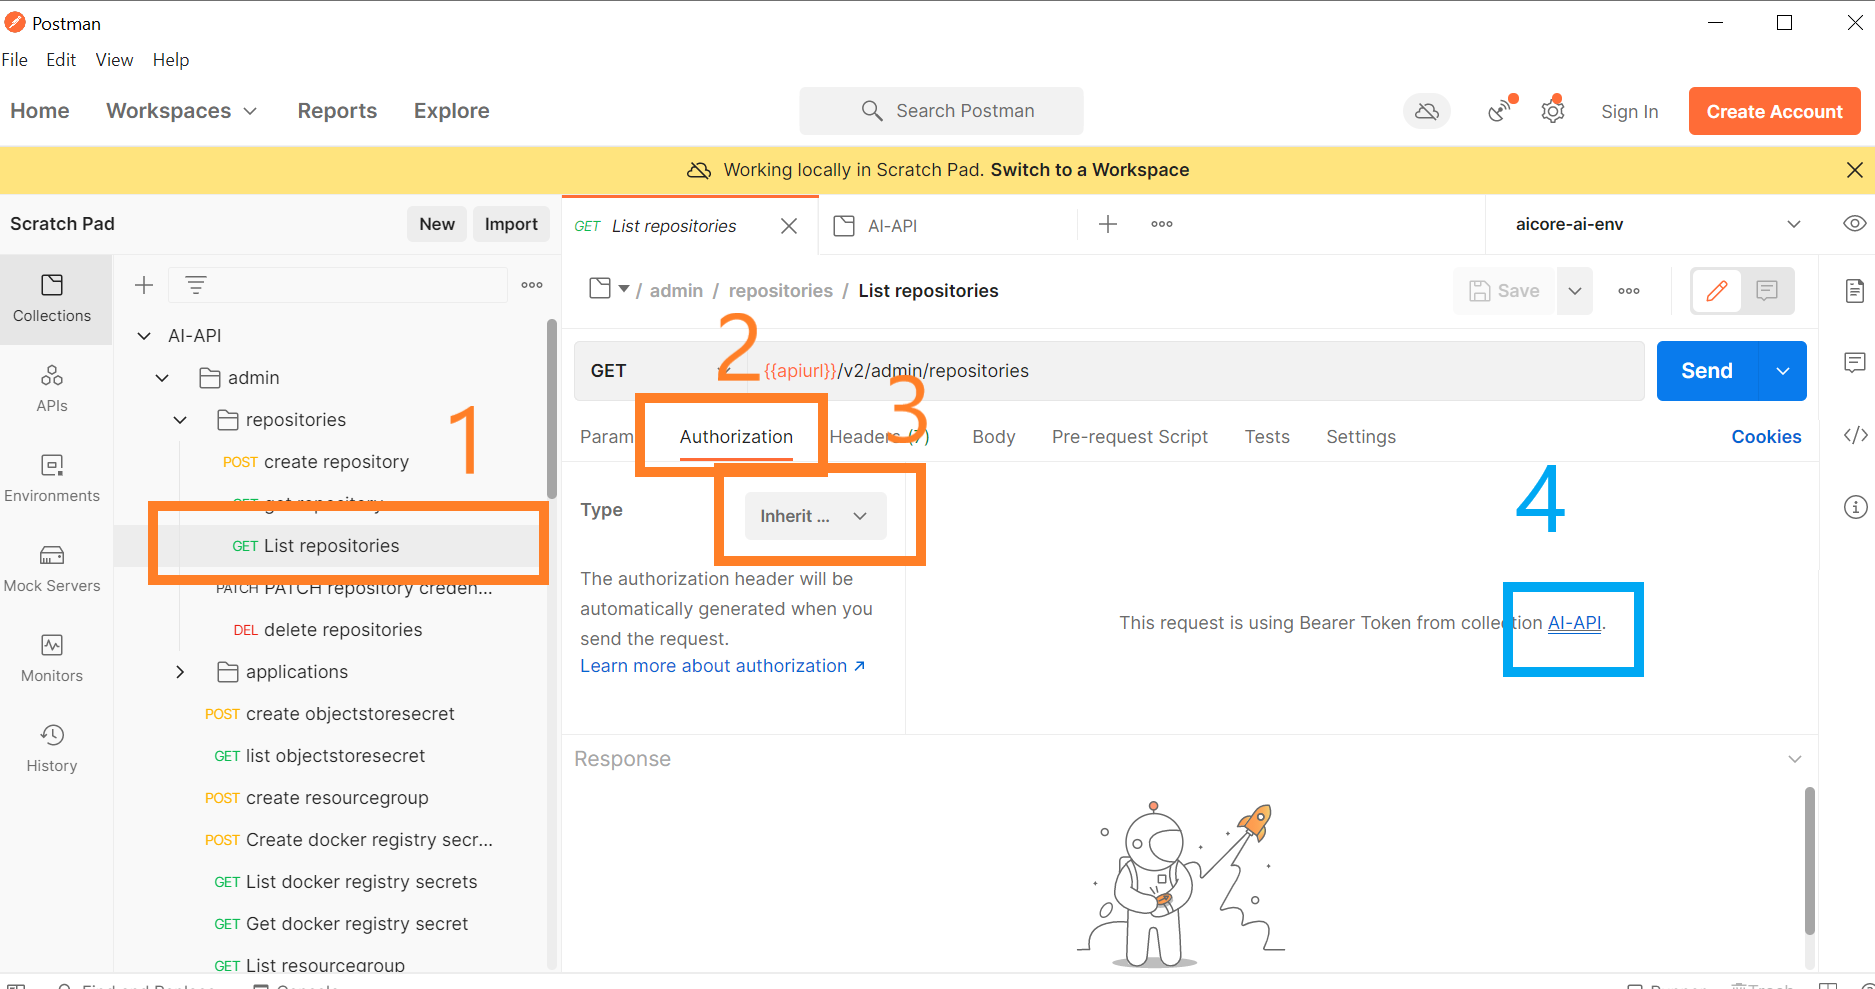 Postman
File Edit View Help
Home Workspaces Reports Explore Search Postman Sign In Create Account
Working locally in Scratch Pad. Switch to a Workspace
Scratch Pad New Import GET List repositories AI-API aicore-ai-env
/ admin / repositories / List repositories Save
Collections
AI-API
2
GET {{apiurl}}/v2/admin/repositories Send
admin
APIs
3
repositories
1
Param Authorization Headers (7) Body Pre-request Script Tests Settings Cookies
POST create repository
GET get repository
Environments
4
Type Inherit ...
GET List repositories
The authorization header will be
automatically generated when you
send the request.
Learn more about authorization
This request is using Bearer Token from collection AI-API.
Mock Servers
PATCH PATCH repository creden...
DEL delete repositories
Monitors
applications
POST create objectstoresecret
GET list objectstoresecret
History
Response
POST create resourcegroup
POST Create docker registry secr...
GET List docker registry secrets
GET Get docker registry secret
GET List resourcegroup
Find and Replace Console Runner Trash